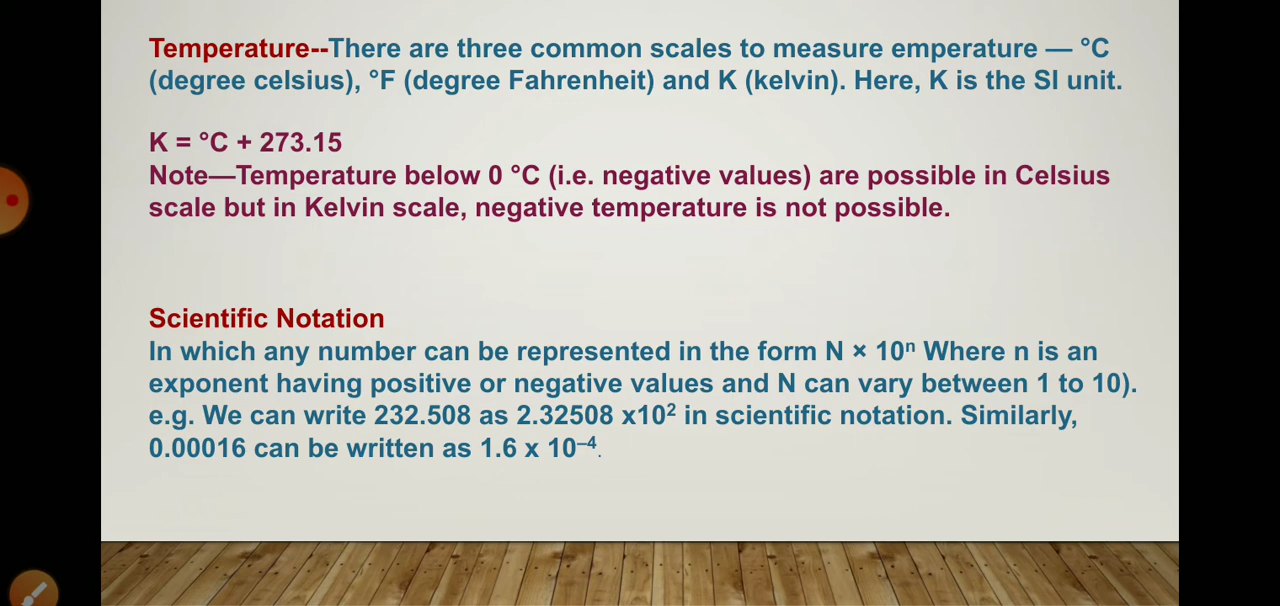 Temperature--There are three common scales to measure emperature — °C
(degree celsius), °F (degree Fahrenheit) and K (kelvin). Here, K is the SI unit.
K = °C + 273.15
Note—Temperature below 0 °C (i.e. negative values) are possible in Celsius
scale but in Kelvin scale, negative temperature is not possible.
Scientific Notation
In which any number can be represented in the form N × 10ⁿ Where n is an
exponent having positive or negative values and N can vary between 1 to 10).
e.g. We can write 232.508 as 2.32508 x10² in scientific notation. Similarly,
0.00016 can be written as 1.6 x 10⁻⁴.